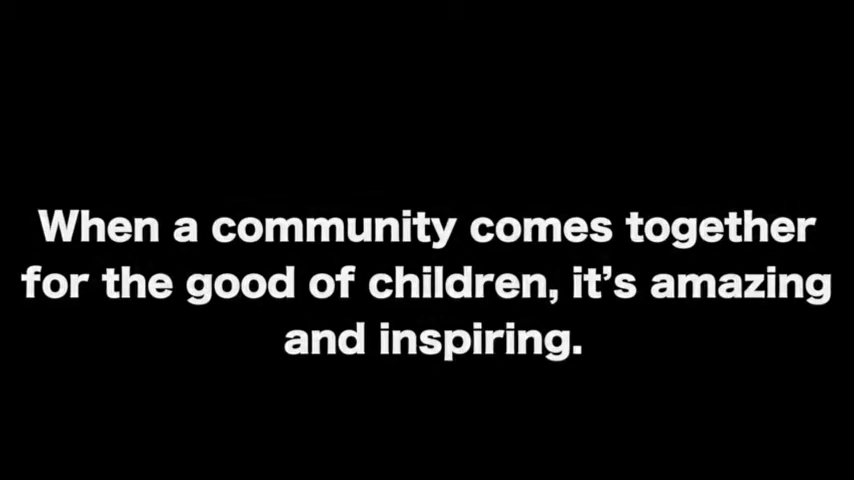 When a community comes together
for the good of children, it’s amazing
and inspiring.